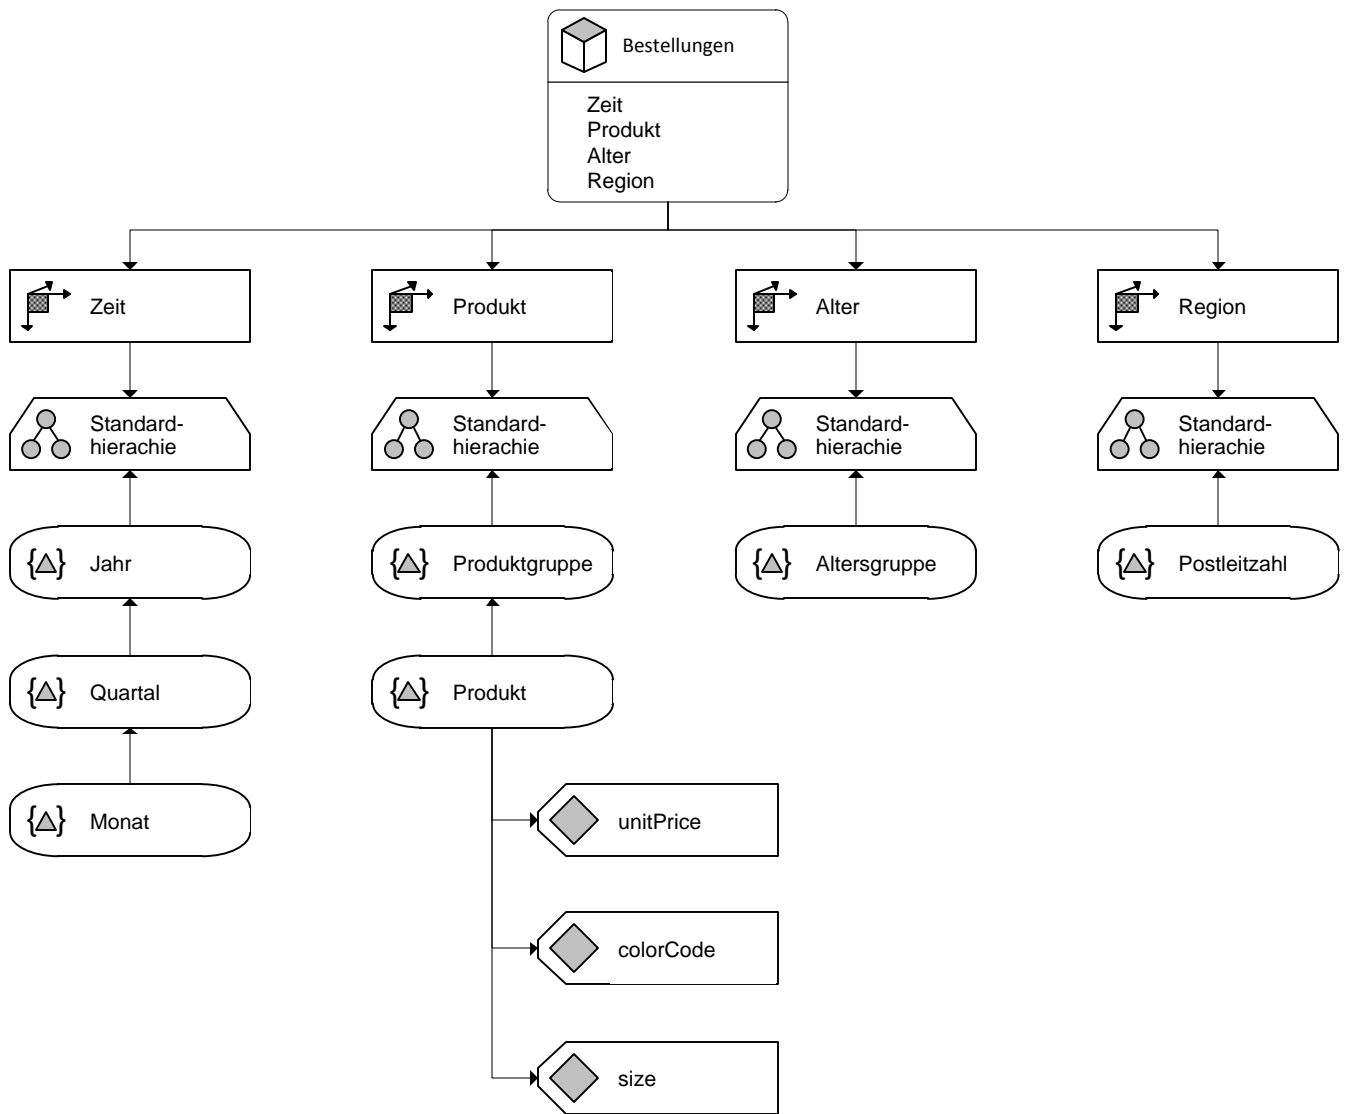 Bestellungen
Zeit
Produkt
Alter
Region
Zeit
Produkt
Alter
Region
Standard-
hierachie
Standard-
hierachie
Standard-
hierachie
Standard-
hierachie
Jahr
Produktgruppe
Altersgruppe
Postleitzahl
Quartal
Produkt
Monat
unitPrice
colorCode
size